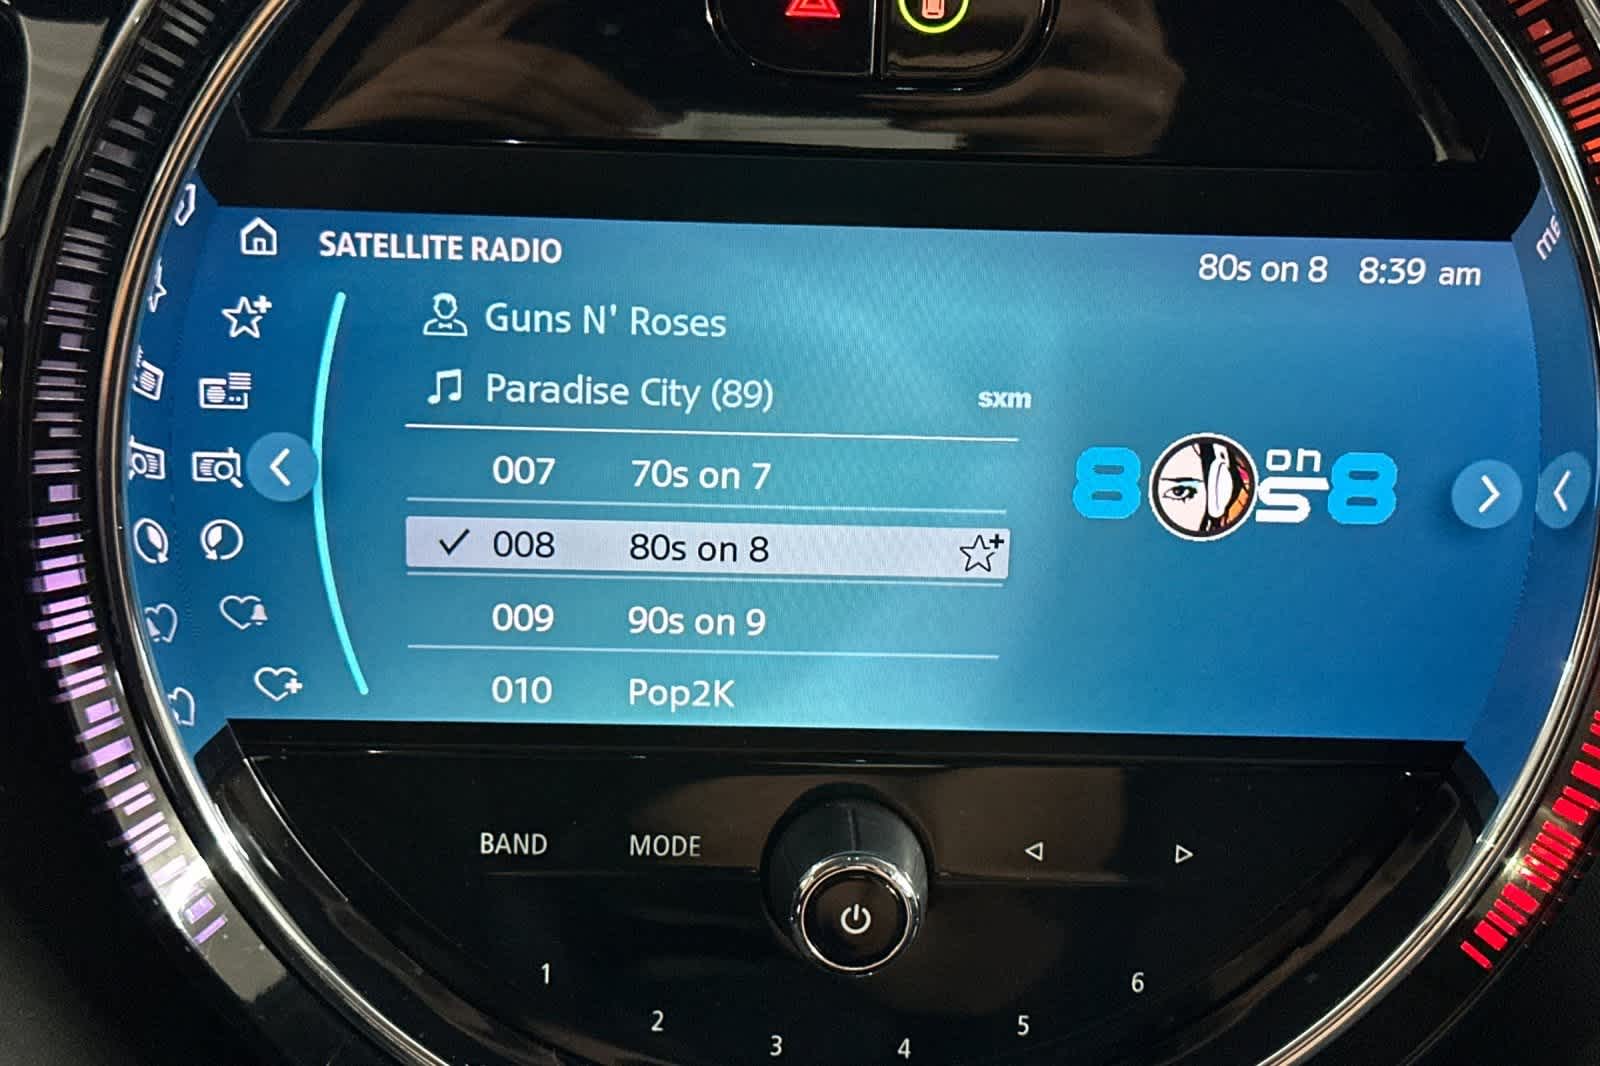 SATELLITE RADIO
80s on 8 8:39 am
Guns N' Roses
Paradise City (89)
sxm
007 70s on 7
008 80s on 8
009 90s on 9
010 Pop2K
80s on 8
BAND MODE
1 2 3 4 5 6